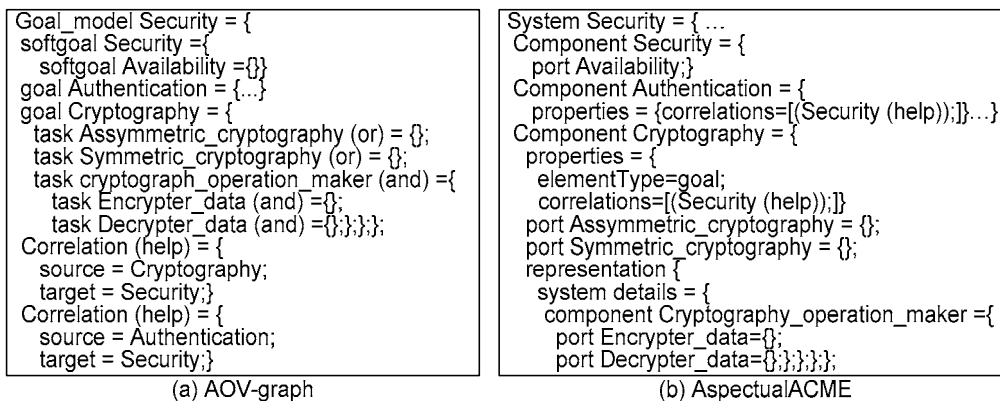 Goal_model Security = {
softgoal Security ={
softgoal Availability ={}}
goal Authentication = {...}
goal Cryptography = {
task Assymmetric_cryptography (or) = {};
task Symmetric_cryptography (or) = {};
task cryptograph_operation_maker (and) ={
task Encrypter_data (and) ={};
task Decrypter_data (and) ={};};};};
Correlation (help) = {
source = Cryptography;
target = Security;}
Correlation (help) = {
source = Authentication;
target = Security;}
(a) AOV-graph
System Security = { ...
Component Security = {
port Availability;}
Component Authentication = {
properties = {correlations=[(Security (help));]}...}
Component Cryptography = {
properties = {
elementType=goal;
correlations=[(Security (help));]}
port Assymmetric_cryptography = {};
port Symmetric_cryptography = {};
representation {
system details = {
component Cryptography_operation_maker ={
port Encrypter_data={};
port Decrypter_data={};};};};};
(b) AspectualACME